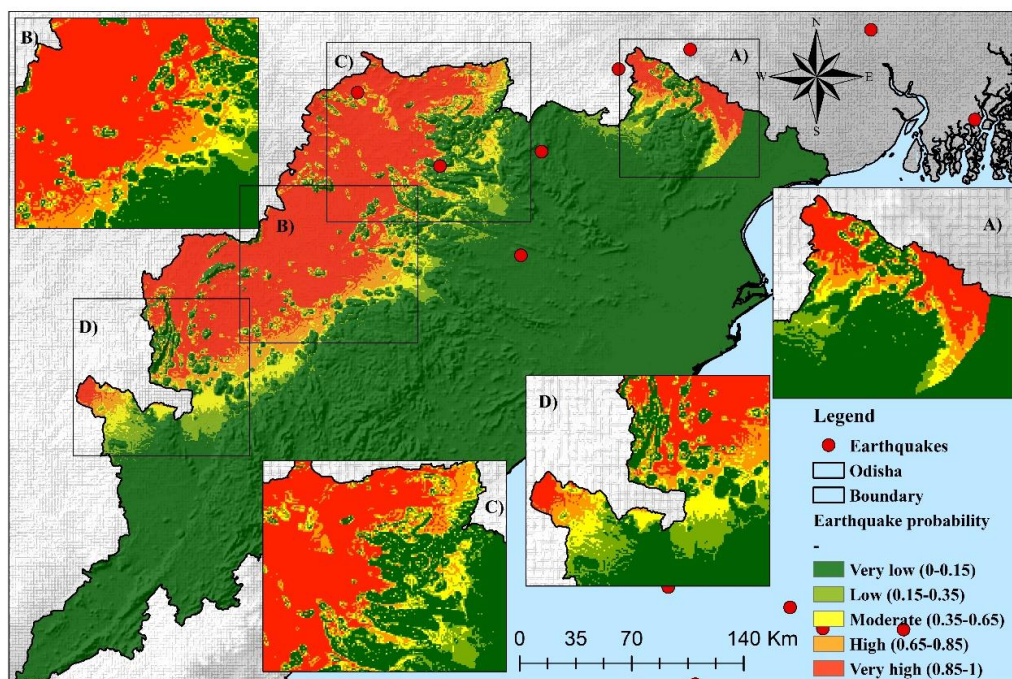 B)
C)
A)
N
W
E
S
B)
A)
D)
D)
C)
Legend
Earthquakes
Odisha
Boundary
Earthquake probability
-
Very low (0-0.15)
Low (0.15-0.35)
Moderate (0.35-0.65)
High (0.65-0.85)
Very high (0.85-1)
0 35 70 140 Km